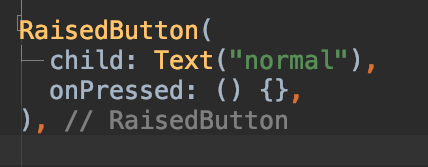 RaisedButton(
child: Text("normal"),
onPressed: () {},
), // RaisedButton